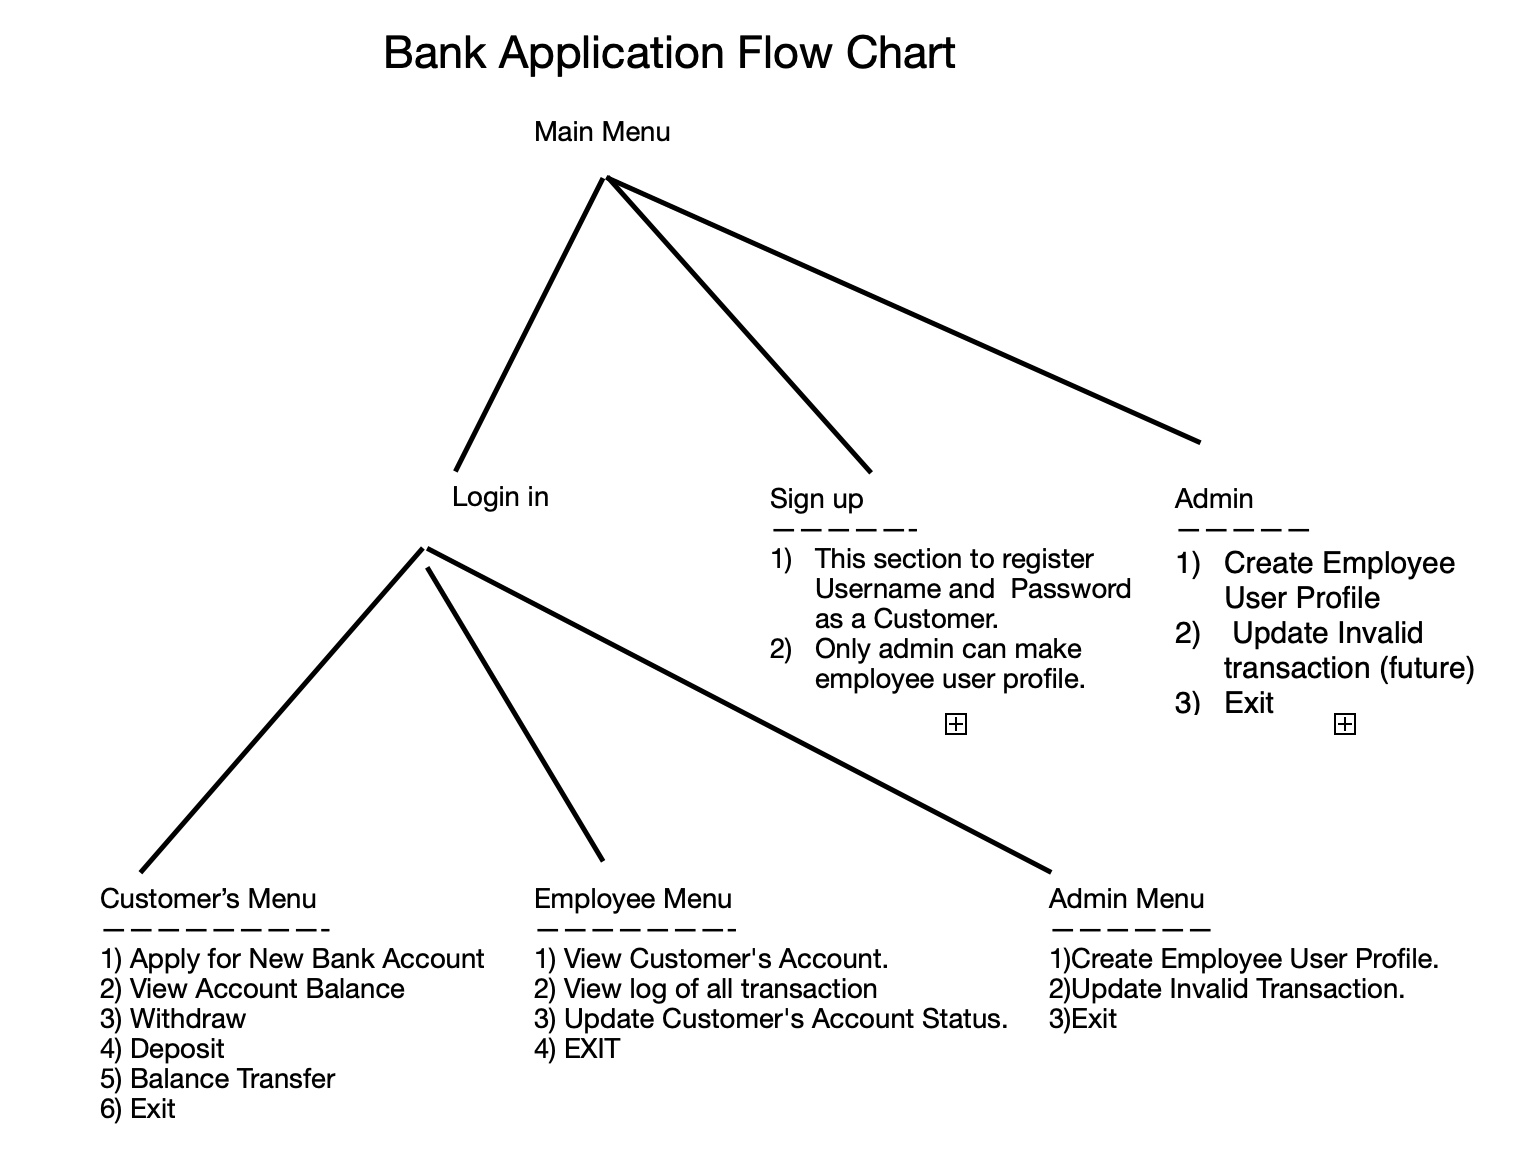 Bank Application Flow Chart
Main Menu
Login in
Sign up
— — — — — -
1) This section to register
Username and Password
as a Customer.
2) Only admin can make
employee user profile.
Admin
— — — — —
1) Create Employee
User Profile
2) Update Invalid
transaction (future)
3) Exit
Customer’s Menu
— — — — — — — — -
1) Apply for New Bank Account
2) View Account Balance
3) Withdraw
4) Deposit
5) Balance Transfer
6) Exit
Employee Menu
— — — — — — — -
1) View Customer's Account.
2) View log of all transaction
3) Update Customer's Account Status.
4) EXIT
Admin Menu
— — — — — —
1)Create Employee User Profile.
2)Update Invalid Transaction.
3)Exit